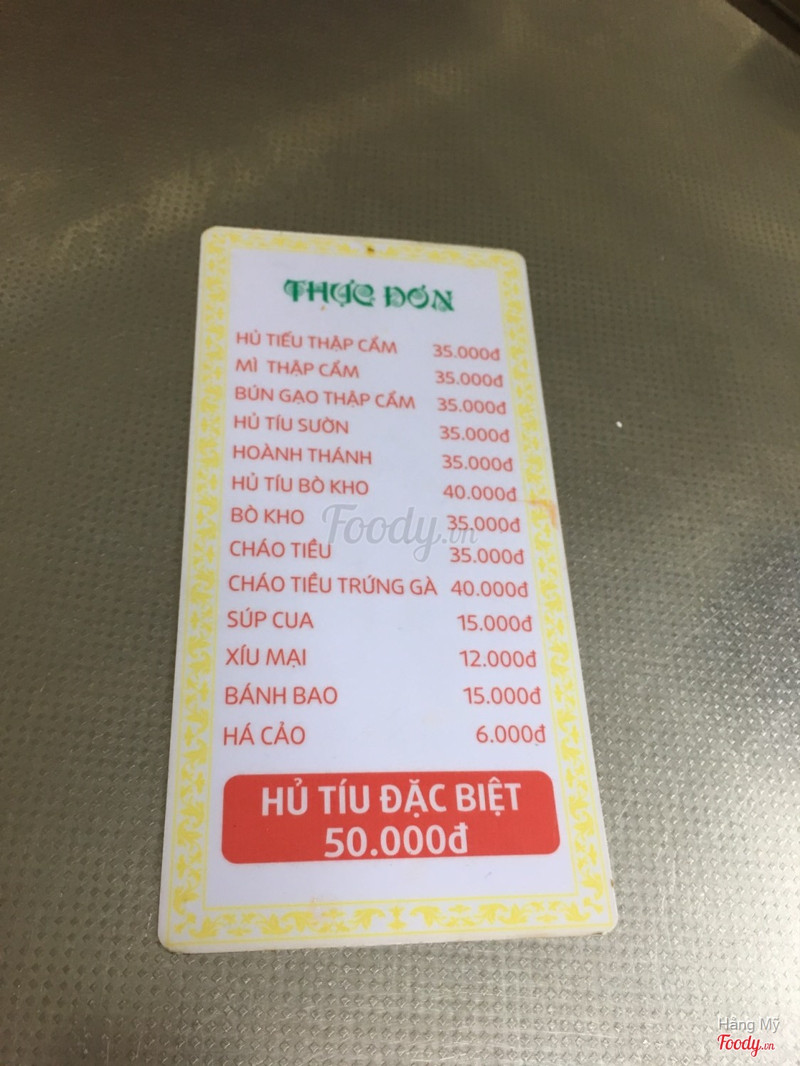 THỰC ĐƠN
HỦ TIẾU THẬP CẨM 35.000đ
MÌ THẬP CẨM 35.000đ
BÚN GẠO THẬP CẨM 35.000đ
HỦ TÍU SƯỜN 35.000đ
HOÀNH THÁNH 35.000đ
HỦ TÍU BÒ KHO 40.000đ
BÒ KHO 35.000đ
CHÁO TIỀU 35.000đ
CHÁO TIỀU TRỨNG GÀ 40.000đ
SÚP CUA 15.000đ
XÍU MẠI 12.000đ
BÁNH BAO 15.000đ
HÁ CẢO 6.000đ
HỦ TÍU ĐẶC BIỆT
50.000đ
Foody.vn
Hằng Mỹ
Foody.vn